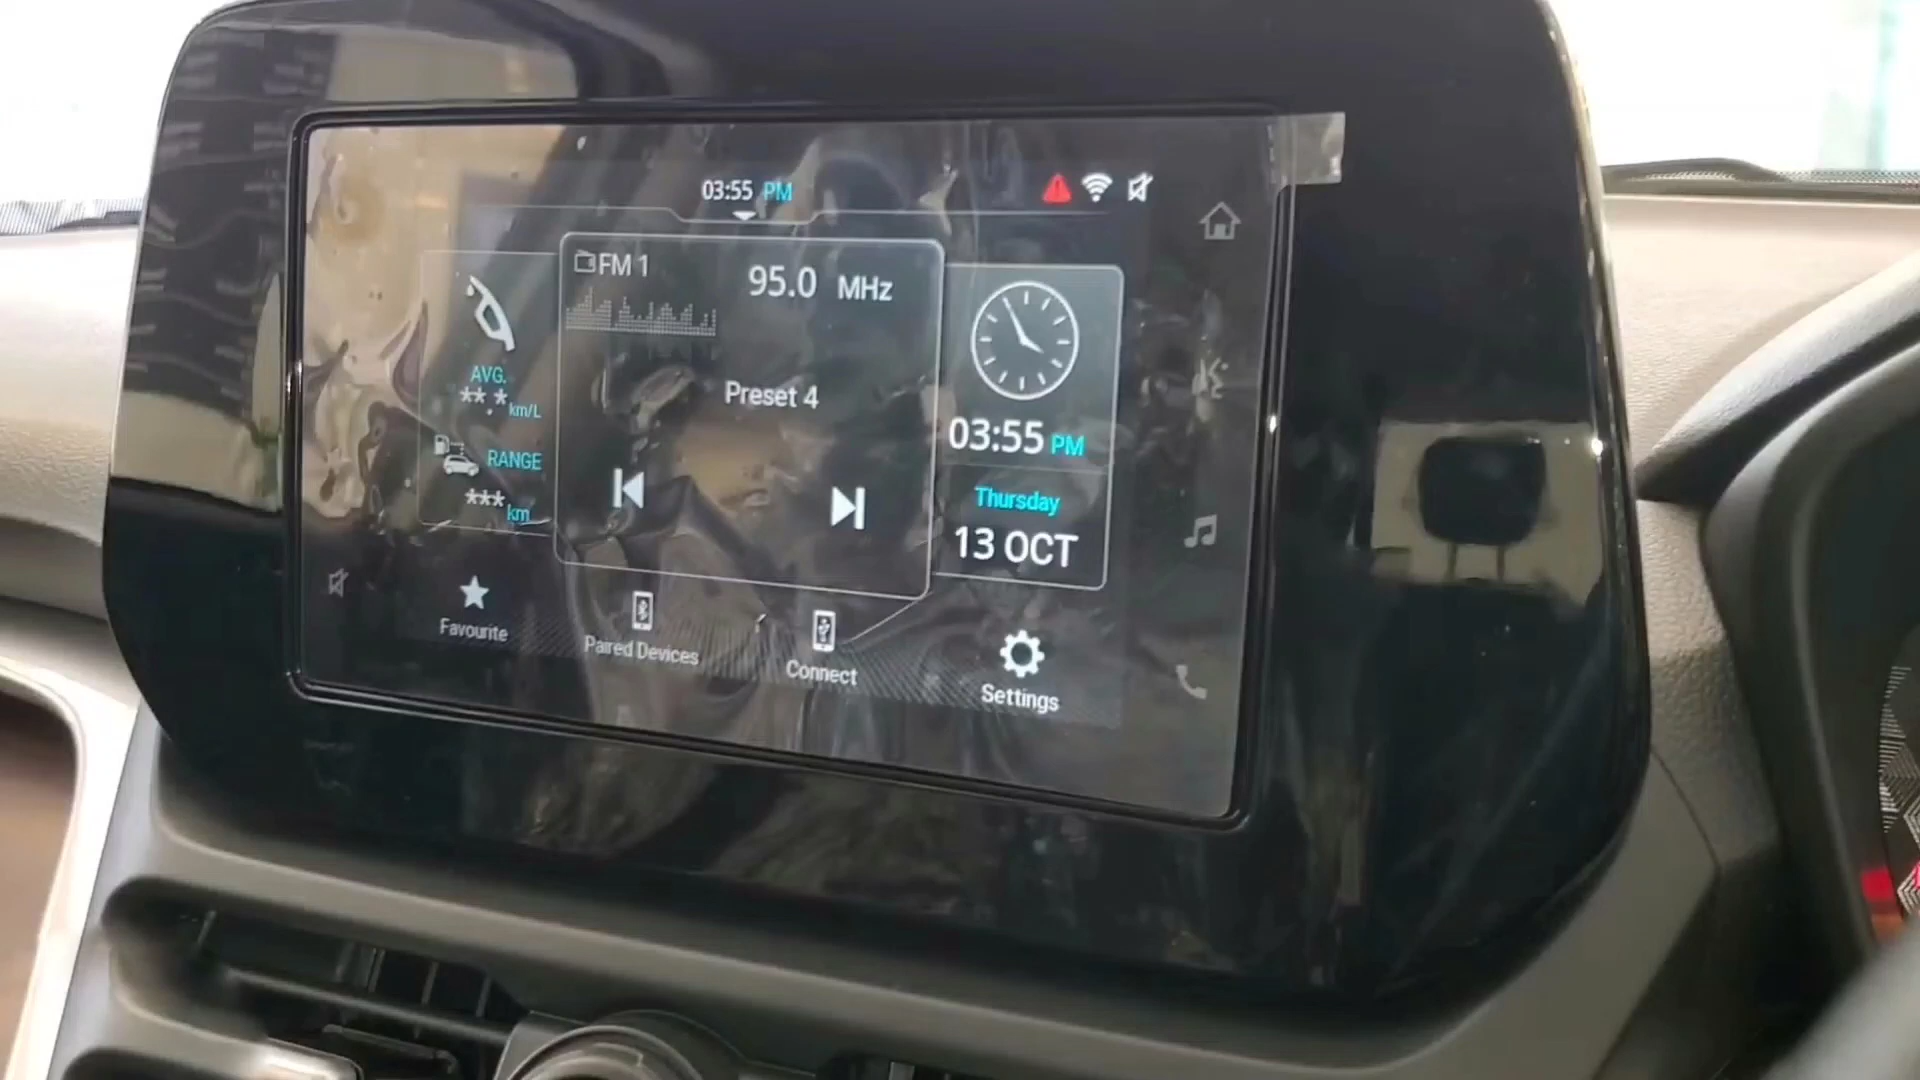 03:55 PM
FM 1
95.0 MHz
Preset 4
AVG.
**.* km/L
RANGE
*** km
03:55 PM
Thursday
13 OCT
Favourite
Paired Devices
Connect
Settings